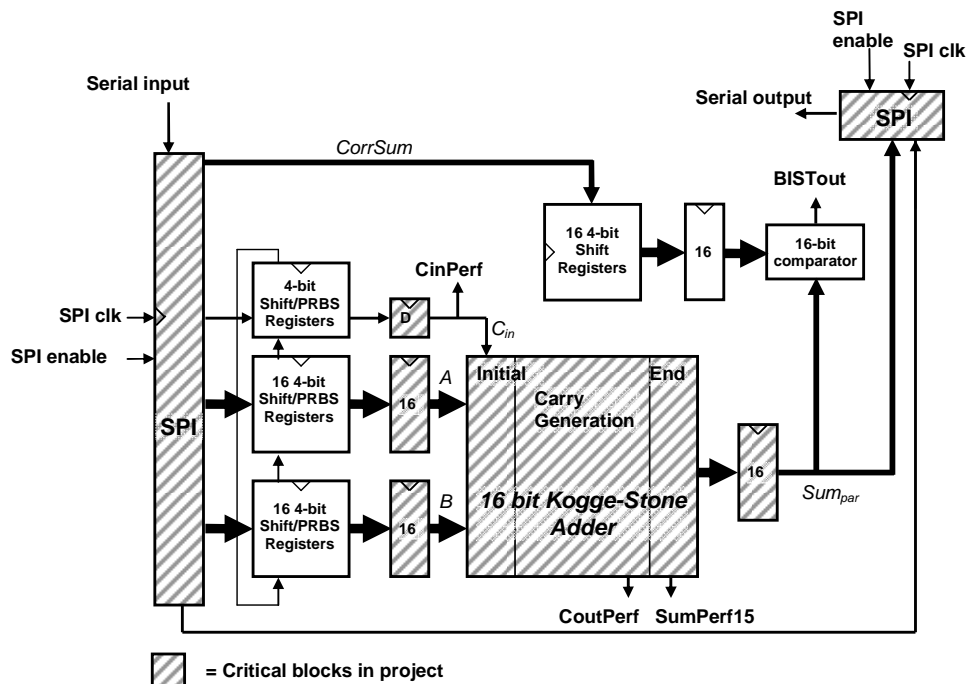 SPI
enable
SPI clk
Serial input
Serial output
SPI
CorrSum
BISTout
16 4-bit
Shift
Registers
16
16-bit
comparator
4-bit
Shift/PRBS
Registers
CinPerf
D
SPI clk
Cin
SPI enable
16 4-bit
Shift/PRBS
Registers
16
A
Initial
End
Carry
Generation
SPI
16
Sumpar
16 4-bit
Shift/PRBS
Registers
16
B
16 bit Kogge-Stone
Adder
CoutPerf
SumPerf15
= Critical blocks in project